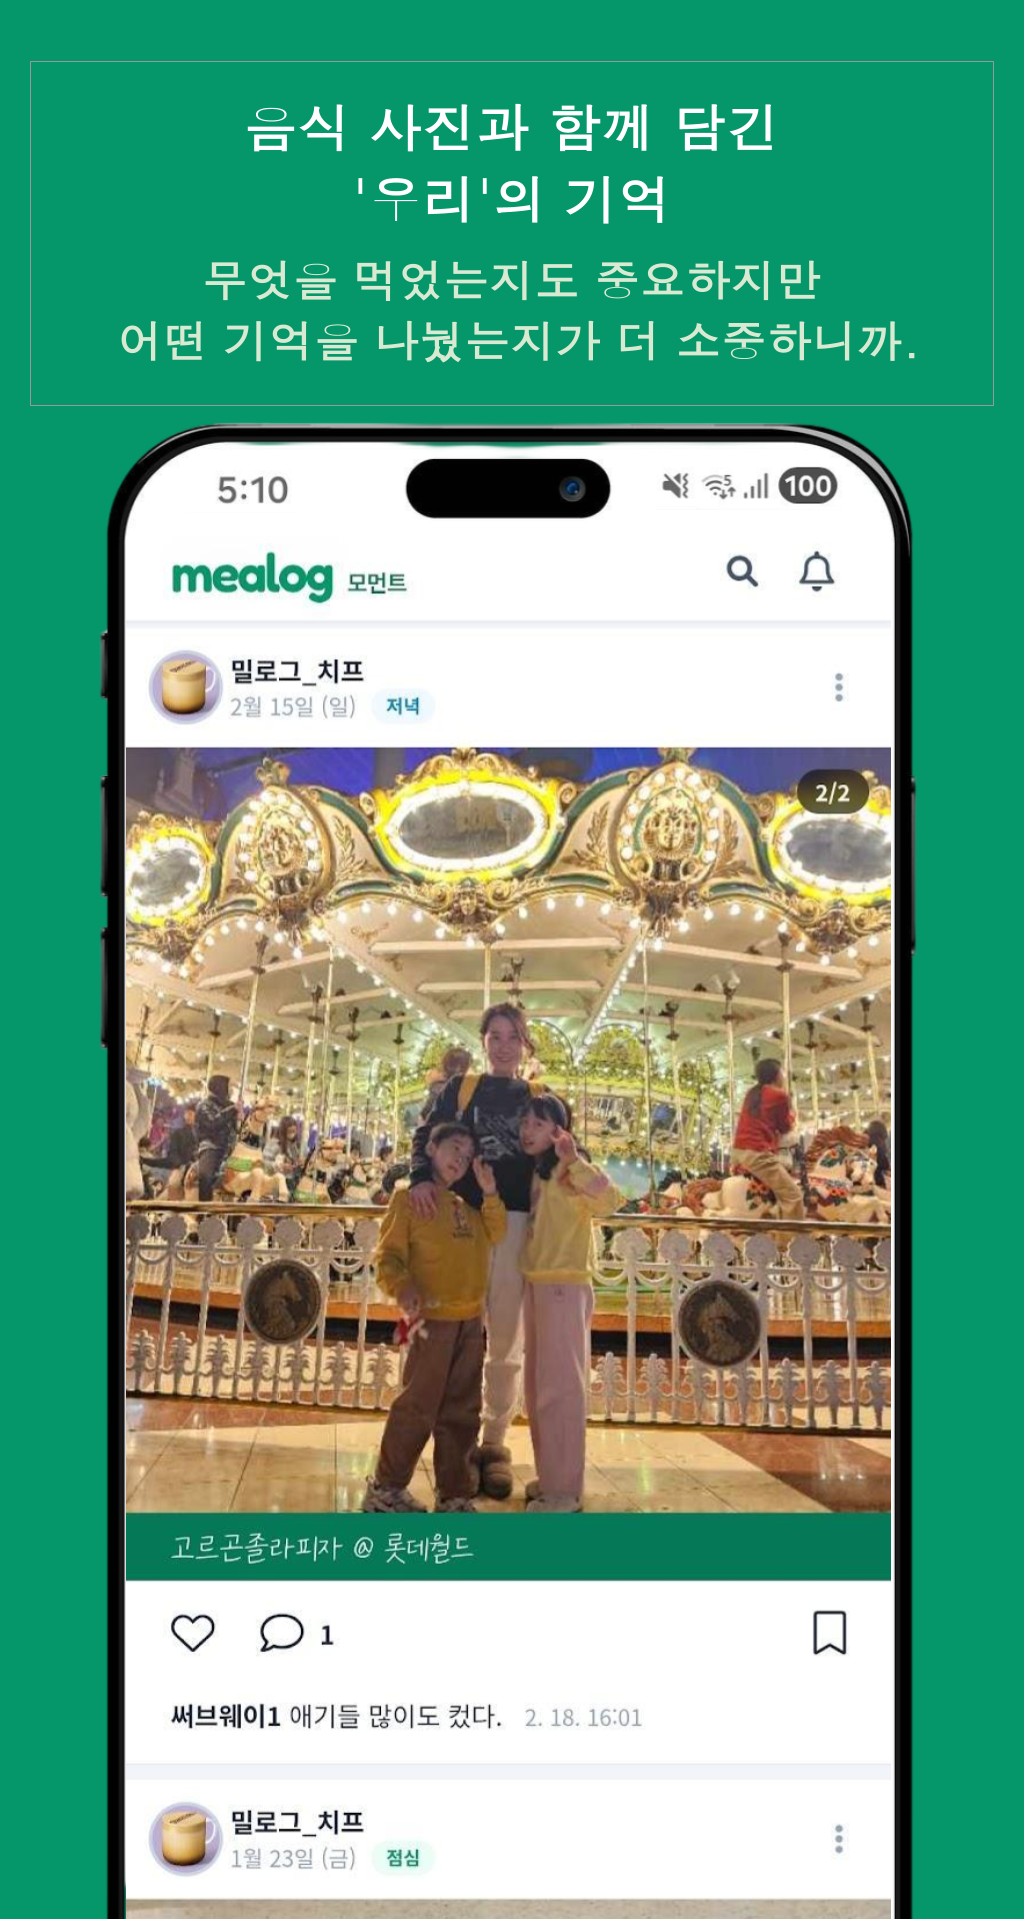 음식 사진과 함께 담긴
'우리'의 기억
무엇을 먹었는지도 중요하지만
어떤 기억을 나눴는지가 더 소중하니까.
5:10
5
100
mealog 모먼트
밀로그_치프
2월 15일 (일) 저녁
2/2
고르곤졸라피자 @ 롯데월드
1
써브웨이1 애기들 많이도 컸다. 2. 18. 16:01
밀로그_치프
1월 23일 (금) 점심